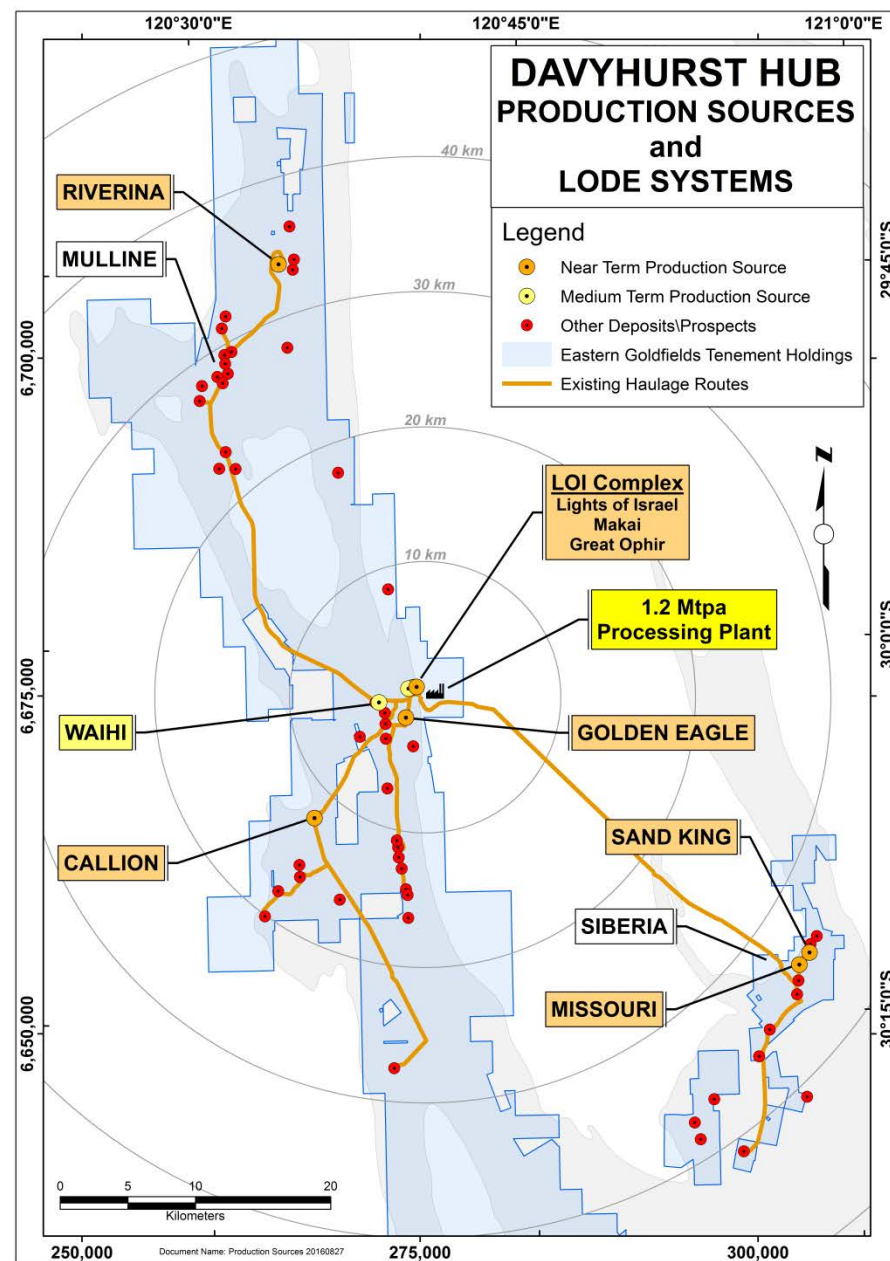 120°30'0"E
120°45'0"E
121°0'0"E
DAVYHURST HUB
PRODUCTION SOURCES
and
LODE SYSTEMS
Legend
Near Term Production Source
Medium Term Production Source
Other Deposits\Prospects
Eastern Goldfields Tenement Holdings
Existing Haulage Routes
40 km
30 km
20 km
10 km
RIVERINA
MULLINE
29°45'0"S
6,700,000
N
LOI Complex
Lights of Israel
Makai
Great Ophir
1.2 Mtpa
Processing Plant
30°0'0"S
6,675,000
WAIHI
GOLDEN EAGLE
CALLION
SAND KING
SIBERIA
MISSOURI
30°15'0"S
6,650,000
0 5 10 20
Kilometers
250,000
Document Name: Production Sources 20160827
275,000
300,000